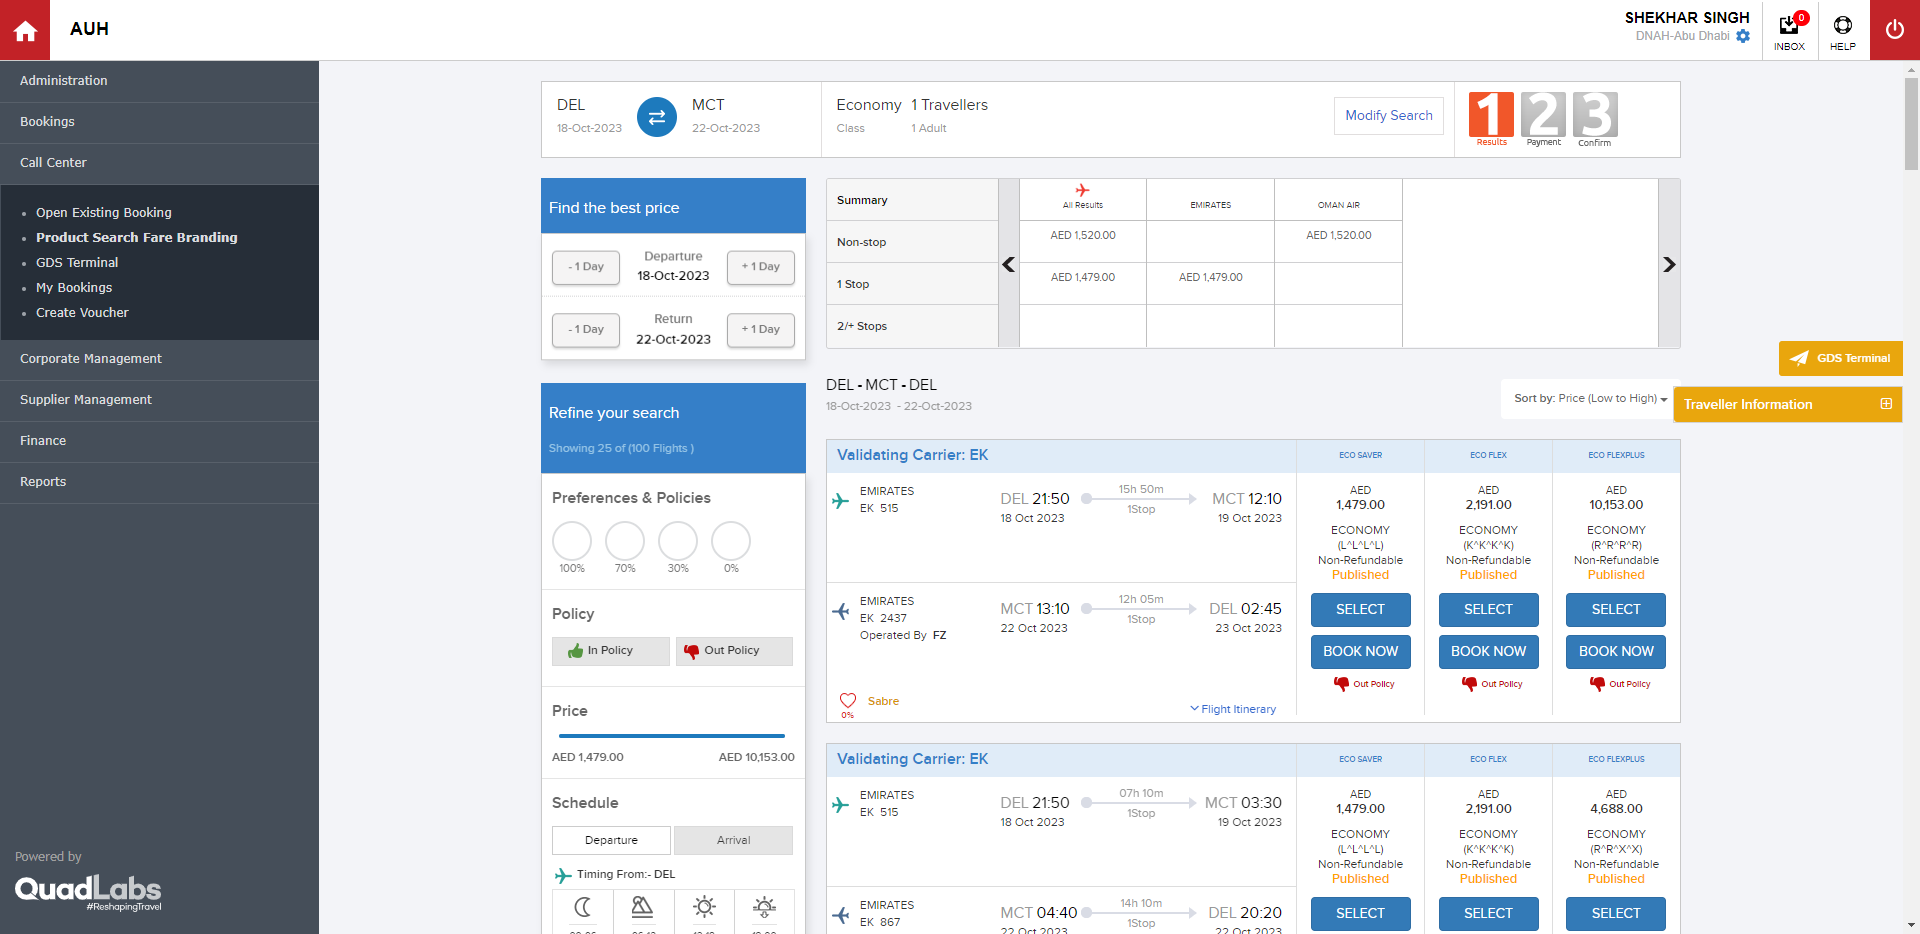 AUH
SHEKHAR SINGH
DNAH-Abu Dhabi
0
INBOX
HELP
Administration
Bookings
Call Center
Open Existing Booking
Product Search Fare Branding
GDS Terminal
My Bookings
Create Voucher
Corporate Management
Supplier Management
Finance
Reports
Powered by
QuadLabs
#ReshapingTravel
DEL
18-Oct-2023
MCT
22-Oct-2023
Economy
Class
1 Travellers
1 Adult
Modify Search
1 2 3
Results Payment Confirm
Find the best price
- 1 Day
Departure
18-Oct-2023
+ 1 Day
- 1 Day
Return
22-Oct-2023
+ 1 Day
Summary All Results EMIRATES OMAN AIR
Non-stop AED 1,520.00 AED 1,520.00
1 Stop AED 1,479.00 AED 1,479.00
2/+ Stops
GDS Terminal
Traveller Information
Refine your search
Showing 25 of (100 Flights )
Preferences & Policies
100% 70% 30% 0%
Policy
In Policy Out Policy
Price
AED 1,479.00 AED 10,153.00
Schedule
Departure Arrival
Timing From:- DEL
DEL - MCT - DEL
18-Oct-2023 - 22-Oct-2023
Sort by: Price (Low to High)
Validating Carrier: EK ECO SAVER ECO FLEX ECO FLEXPLUS
EMIRATES
EK 515
DEL 21:50
18 Oct 2023
15h 50m
1Stop
MCT 12:10
19 Oct 2023
EMIRATES
EK 2437
Operated By FZ
MCT 13:10
22 Oct 2023
12h 05m
1Stop
DEL 02:45
23 Oct 2023
0%
Sabre
Flight Itinerary
AED
1,479.00
ECONOMY
(L^L^L^L)
Non-Refundable
Published
SELECT
BOOK NOW
Out Policy
AED
2,191.00
ECONOMY
(K^K^K^K)
Non-Refundable
Published
SELECT
BOOK NOW
Out Policy
AED
10,153.00
ECONOMY
(R^R^R^R)
Non-Refundable
Published
SELECT
BOOK NOW
Out Policy
Validating Carrier: EK ECO SAVER ECO FLEX ECO FLEXPLUS
EMIRATES
EK 515
DEL 21:50
18 Oct 2023
07h 10m
1Stop
MCT 03:30
19 Oct 2023
EMIRATES
EK 867
MCT 04:40
22 Oct 2023
14h 10m
1Stop
DEL 20:20
22 Oct 2023
AED
1,479.00
ECONOMY
(L^L^L^L)
Non-Refundable
Published
SELECT
AED
2,191.00
ECONOMY
(K^K^K^K)
Non-Refundable
Published
SELECT
AED
4,688.00
ECONOMY
(R^R^X^X)
Non-Refundable
Published
SELECT